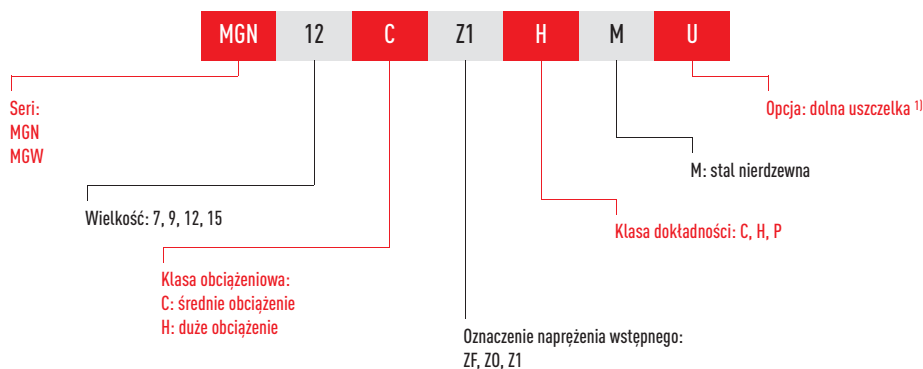 MGN 12 C Z1 H M U
Seri:
MGN
MGW
Opcja: dolna uszczelka ¹⁾
M: stal nierdzewna
Wielkość: 7, 9, 12, 15
Klasa dokładności: C, H, P
Klasa obciążeniowa:
C: średnie obciążenie
H: duże obciążenie
Oznaczenie naprężenia wstępnego:
ZF, Z0, Z1